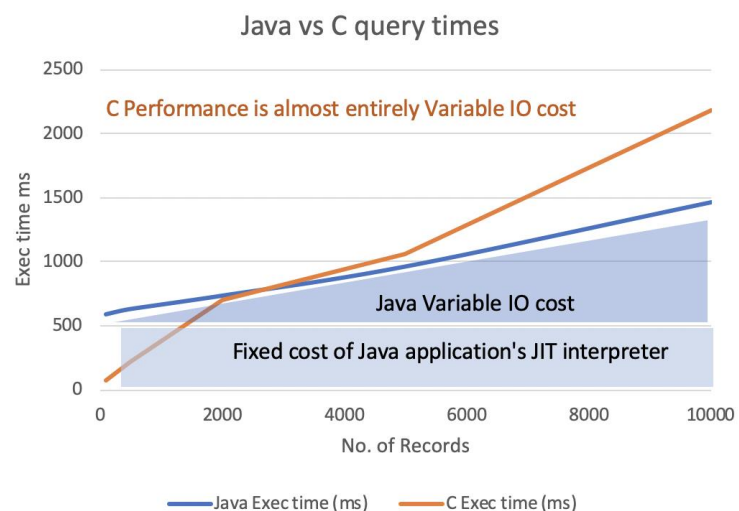 Java vs C query times
2500
C Performance is almost entirely Variable IO cost
2000
Exec time ms
1500
1000
Java Variable IO cost
500
Fixed cost of Java application's JIT interpreter
0
0 2000 4000 6000 8000 10000
No. of Records
Java Exec time (ms) C Exec time (ms)